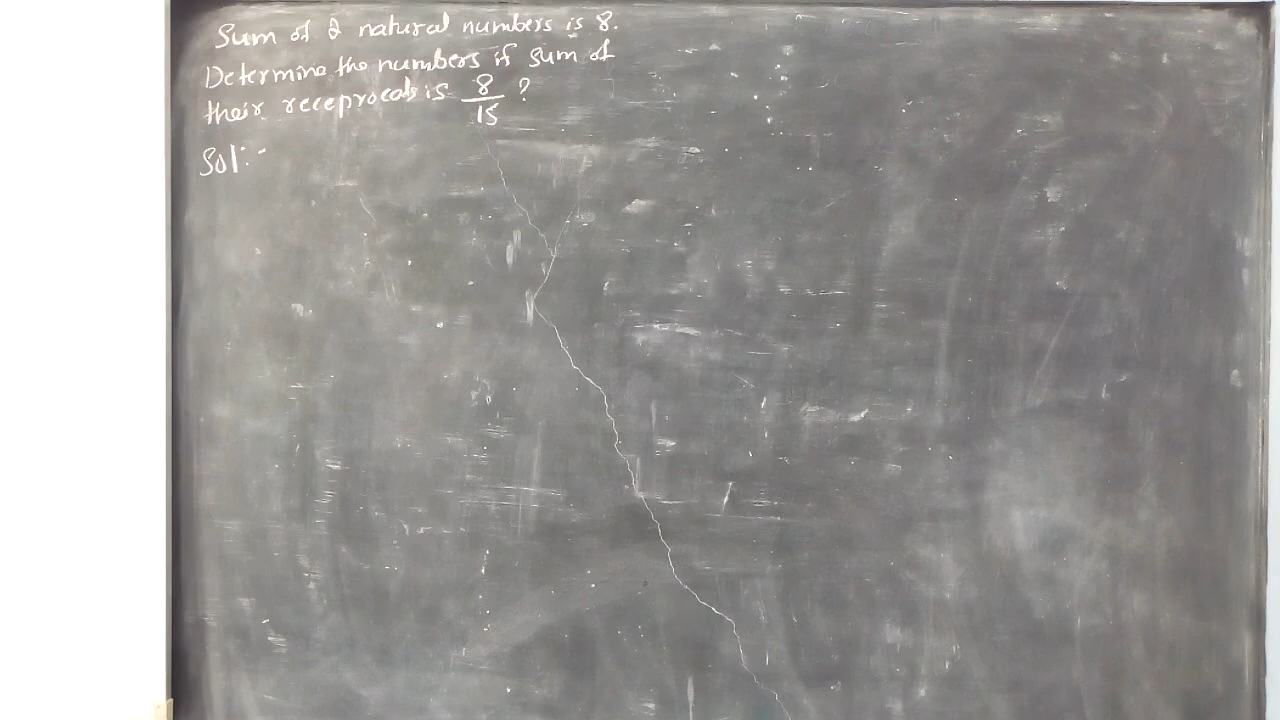 Sum of 2 natural numbers is 8.
Determine the numbers if sum of
their receprocals is 8/15 ?
Sol:-